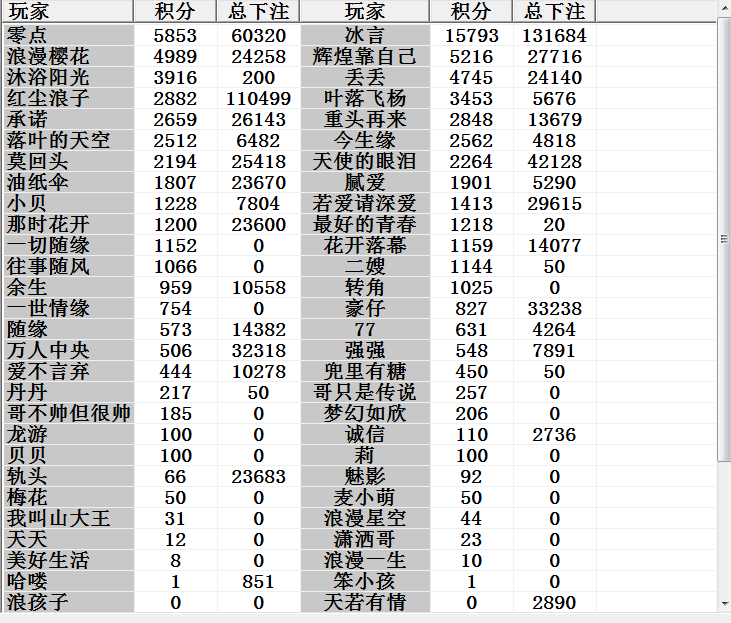 玩家 积分 总下注 玩家 积分 总下注
零点 5853 60320 冰言 15793 131684
浪漫樱花 4989 24258 辉煌靠自己 5216 27716
沐浴阳光 3916 200 丢丢 4745 24140
红尘浪子 2882 110499 叶落飞杨 3453 5676
承诺 2659 26143 重头再来 2848 13679
落叶的天空 2512 6482 今生缘 2562 4818
莫回头 2194 25418 天使的眼泪 2264 42128
油纸伞 1807 23670 腻爱 1901 5290
小贝 1228 7804 若爱请深爱 1413 29615
那时花开 1200 23600 最好的青春 1218 20
一切随缘 1152 0 花开落幕 1159 14077
往事随风 1066 0 二嫂 1144 50
余生 959 10558 转角 1025 0
一世情缘 754 0 豪仔 827 33238
随缘 573 14382 77 631 4264
万人中央 506 32318 强强 548 7891
爱不言弃 444 10278 兜里有糖 450 50
丹丹 217 50 哥只是传说 257 0
哥不帅但很帅 185 0 梦幻如欣 206 0
龙游 100 0 诚信 110 2736
贝贝 100 0 莉 100 0
轨头 66 23683 魅影 92 0
梅花 50 0 麦小萌 50 0
我叫山大王 31 0 浪漫星空 44 0
天天 12 0 潇洒哥 23 0
美好生活 8 0 浪漫一生 10 0
哈喽 1 851 笨小孩 1 0
浪孩子 0 0 天若有情 0 2890